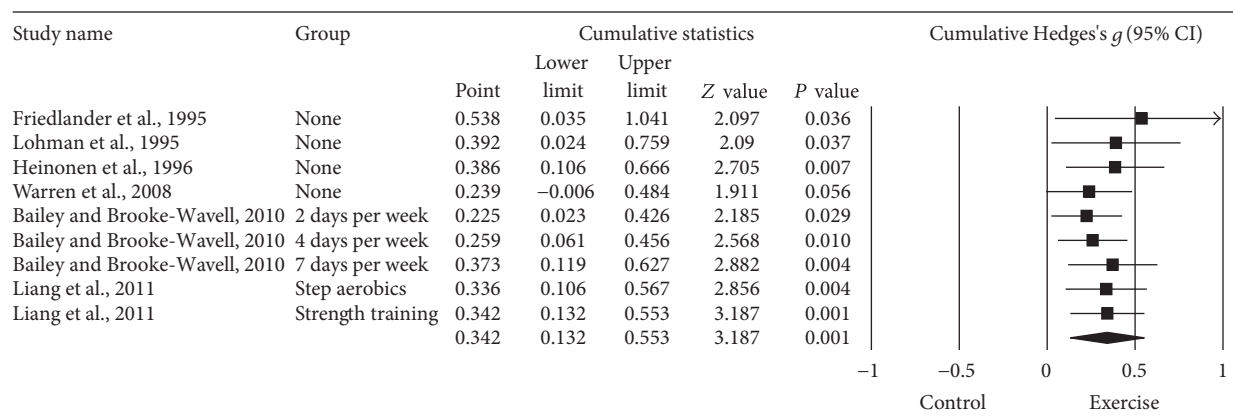 Study name Group Cumulative statistics Cumulative Hedges's g (95% CI)
Lower Upper
Point limit limit Z value P value
Friedlander et al., 1995 None 0.538 0.035 1.041 2.097 0.036
Lohman et al., 1995 None 0.392 0.024 0.759 2.09 0.037
Heinonen et al., 1996 None 0.386 0.106 0.666 2.705 0.007
Warren et al., 2008 None 0.239 −0.006 0.484 1.911 0.056
Bailey and Brooke-Wavell, 2010 2 days per week 0.225 0.023 0.426 2.185 0.029
Bailey and Brooke-Wavell, 2010 4 days per week 0.259 0.061 0.456 2.568 0.010
Bailey and Brooke-Wavell, 2010 7 days per week 0.373 0.119 0.627 2.882 0.004
Liang et al., 2011 Step aerobics 0.336 0.106 0.567 2.856 0.004
Liang et al., 2011 Strength training 0.342 0.132 0.553 3.187 0.001
0.342 0.132 0.553 3.187 0.001
−1 −0.5 0 0.5 1
Control Exercise